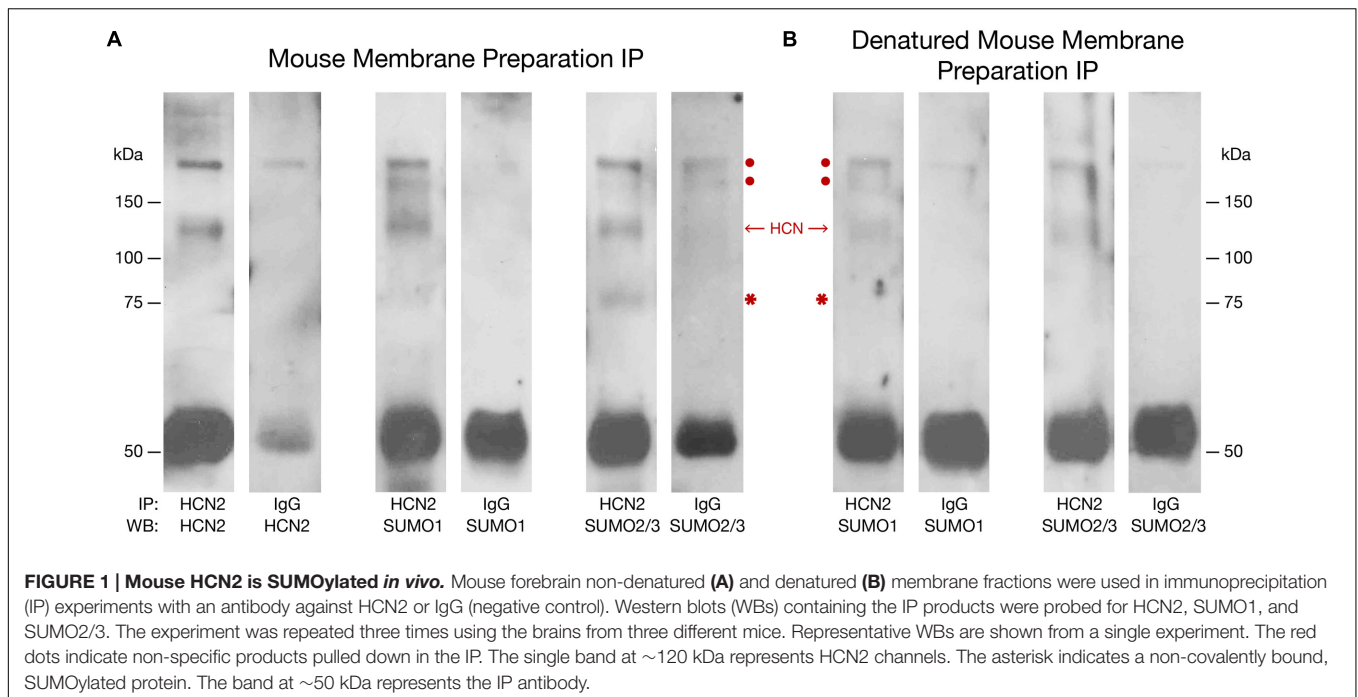 A
Mouse Membrane Preparation IP
B
Denatured Mouse Membrane
Preparation IP
kDa
150
100
75
50
HCN
kDa
150
100
75
50
IP: HCN2 IgG HCN2 IgG HCN2 IgG HCN2 IgG HCN2 IgG
WB: HCN2 HCN2 SUMO1 SUMO1 SUMO2/3 SUMO2/3 SUMO1 SUMO1 SUMO2/3 SUMO2/3
FIGURE 1 | Mouse HCN2 is SUMOylated in vivo. Mouse forebrain non-denatured (A) and denatured (B) membrane fractions were used in immunoprecipitation
(IP) experiments with an antibody against HCN2 or IgG (negative control). Western blots (WBs) containing the IP products were probed for HCN2, SUMO1, and
SUMO2/3. The experiment was repeated three times using the brains from three different mice. Representative WBs are shown from a single experiment. The red
dots indicate non-specific products pulled down in the IP. The single band at ~120 kDa represents HCN2 channels. The asterisk indicates a non-covalently bound,
SUMOylated protein. The band at ~50 kDa represents the IP antibody.